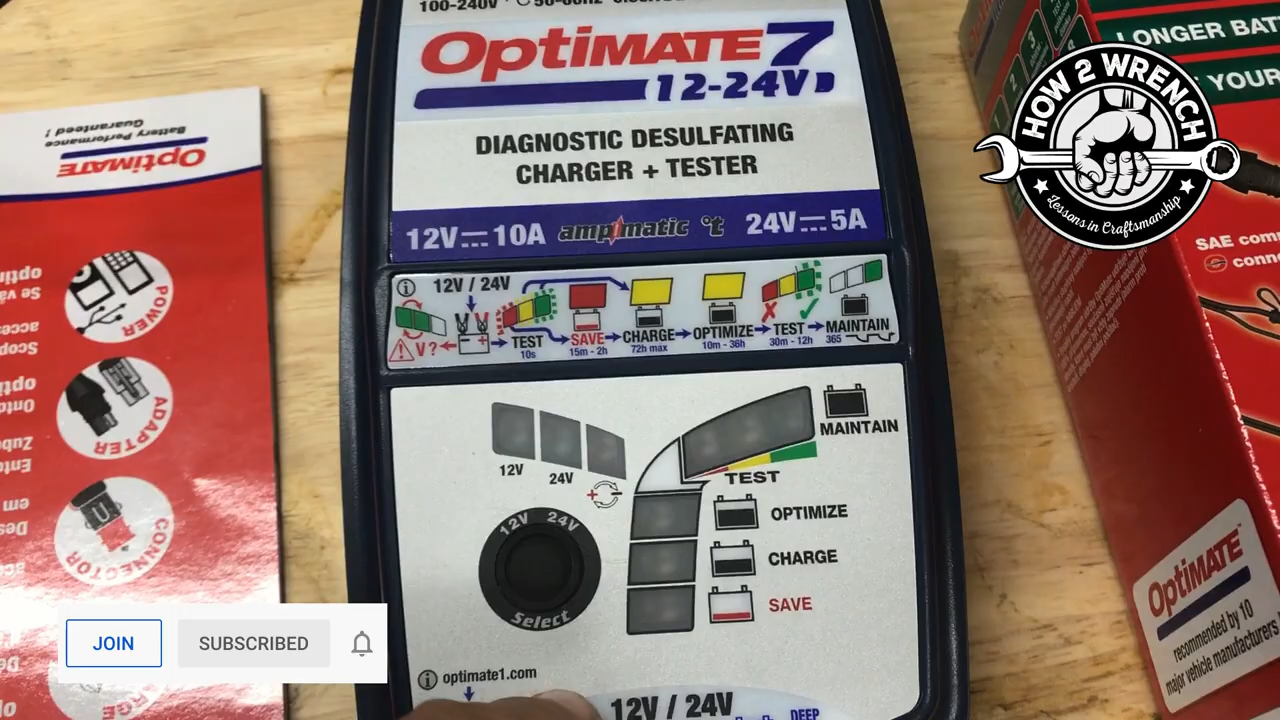 100-240V
OptiMATE 7
12-24V
DIAGNOSTIC DESULFATING
CHARGER + TESTER
12V 10A ampmatic °t 24V 5A
12V / 24V
V ?
TEST SAVE CHARGE OPTIMIZE TEST MAINTAIN
10s 15m - 2h 72h max 10m - 36h 30m - 12h 365
MAINTAIN
12V
24V
TEST
OPTIMIZE
CHARGE
SAVE
12V 24V
Select
optimate1.com
12V / 24V
DEEP
OptiMATE
Battery Performance
Guaranteed !
POWER
ADAPTER
CONNECTOR
LONGER BAT
YOUR
HOW 2 WRENCH
Lessons in Craftsmanship
SAE
OptiMATE™
recommended by 10
major vehicle manufacturers
JOIN
SUBSCRIBED